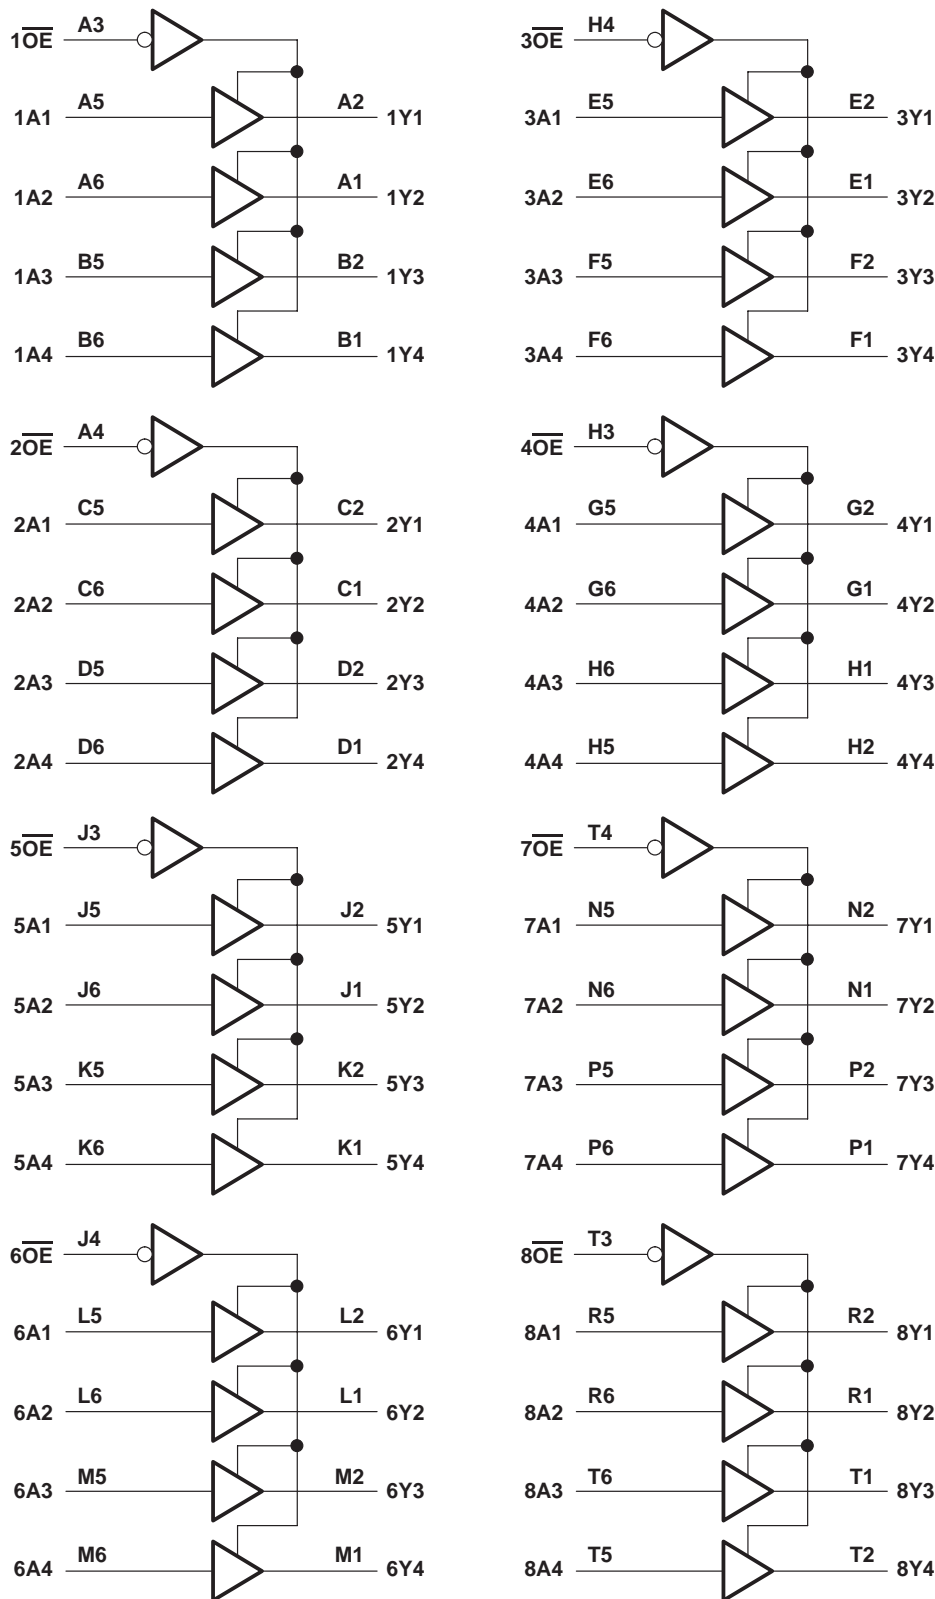 1OE A3
1A1 A5 A2 1Y1
1A2 A6 A1 1Y2
1A3 B5 B2 1Y3
1A4 B6 B1 1Y4
3OE H4
3A1 E5 E2 3Y1
3A2 E6 E1 3Y2
3A3 F5 F2 3Y3
3A4 F6 F1 3Y4
2OE A4
2A1 C5 C2 2Y1
2A2 C6 C1 2Y2
2A3 D5 D2 2Y3
2A4 D6 D1 2Y4
4OE H3
4A1 G5 G2 4Y1
4A2 G6 G1 4Y2
4A3 H6 H1 4Y3
4A4 H5 H2 4Y4
5OE J3
5A1 J5 J2 5Y1
5A2 J6 J1 5Y2
5A3 K5 K2 5Y3
5A4 K6 K1 5Y4
7OE T4
7A1 N5 N2 7Y1
7A2 N6 N1 7Y2
7A3 P5 P2 7Y3
7A4 P6 P1 7Y4
6OE J4
6A1 L5 L2 6Y1
6A2 L6 L1 6Y2
6A3 M5 M2 6Y3
6A4 M6 M1 6Y4
8OE T3
8A1 R5 R2 8Y1
8A2 R6 R1 8Y2
8A3 T6 T1 8Y3
8A4 T5 T2 8Y4